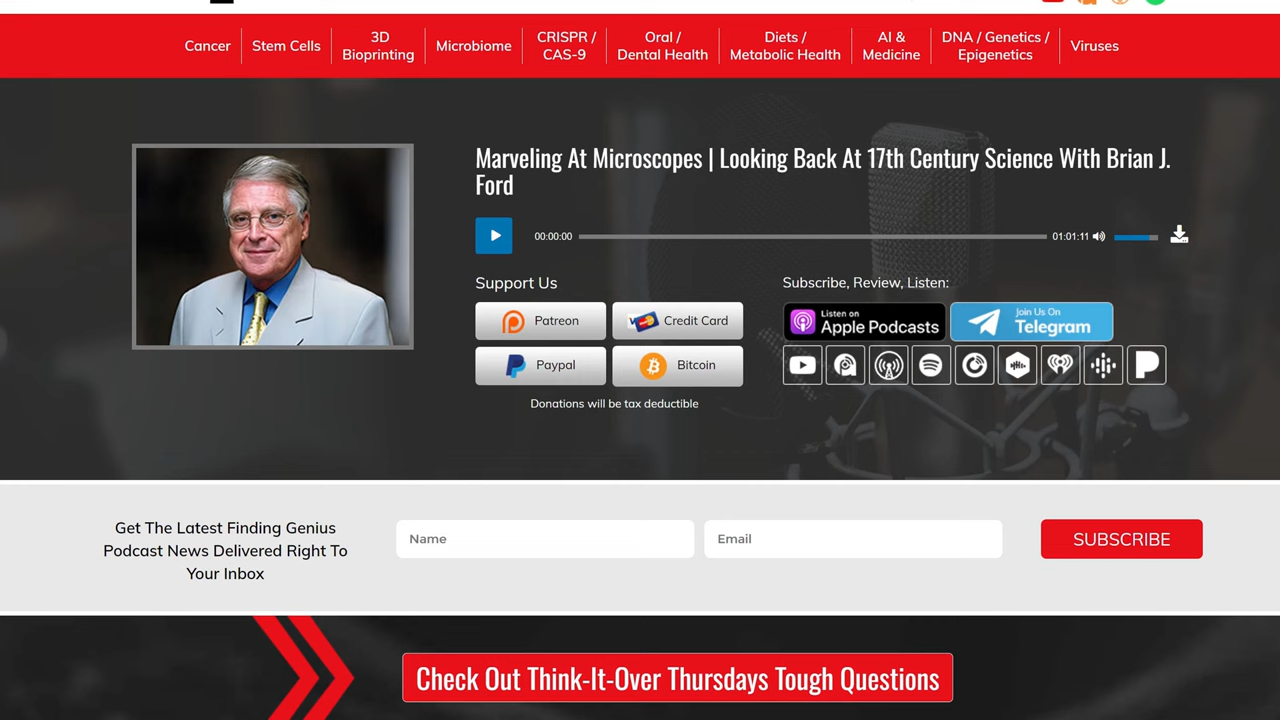 Cancer
Stem Cells
3D
Bioprinting
Microbiome
CRISPR /
CAS-9
Oral /
Dental Health
Diets /
Metabolic Health
AI &
Medicine
DNA / Genetics /
Epigenetics
Viruses
Marveling At Microscopes | Looking Back At 17th Century Science With Brian J.
Ford
00:00:00
01:01:11
Support Us
Patreon
Credit Card
Paypal
Bitcoin
Donations will be tax deductible
Subscribe, Review, Listen:
Listen on
Apple Podcasts
Join Us On
Telegram
Get The Latest Finding Genius
Podcast News Delivered Right To
Your Inbox
Name
Email
SUBSCRIBE
Check Out Think-It-Over Thursdays Tough Questions